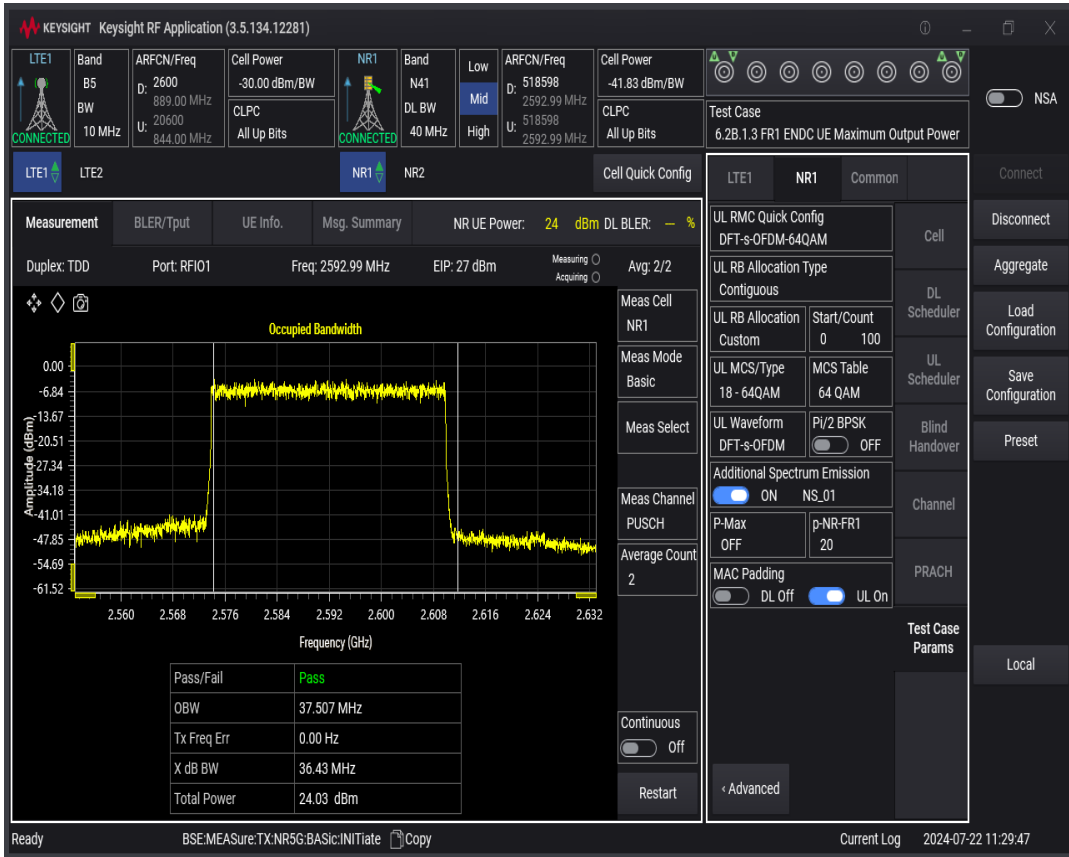 KEYSIGHT Keysight RF Application (3.5.134.12281)
LTE1 Band ARFCN/Freq Cell Power NR1 Band Low ARFCN/Freq Cell Power
B5 D: 2600 -30.00 dBm/BW N41 D: 518598 -41.83 dBm/BW
889.00 MHz 2592.99 MHz
BW CLPC DL BW Mid CLPC Test Case
NSA
CONNECTED 10 MHz U: 20600 All Up Bits CONNECTED 40 MHz High U: 518598 All Up Bits 6.2B.1.3 FR1 ENDC UE Maximum Output Power
844.00 MHz 2592.99 MHz
LTE1 LTE2 NR1 NR2 Cell Quick Config LTE1 NR1 Common Connect
Measurement BLER/Tput UE Info. Msg. Summary NR UE Power: 24 dBm DL BLER: --- %
Duplex: TDD Port: RFIO1 Freq: 2592.99 MHz EIP: 27 dBm Measuring Avg: 2/2
Acquiring
Occupied Bandwidth
Amplitude (dBm)
0.00
-6.84
-13.67
-20.51
-27.34
-34.18
-41.01
-47.85
-54.69
-61.52
2.560 2.568 2.576 2.584 2.592 2.600 2.608 2.616 2.624 2.632
Frequency (GHz)
Pass/Fail Pass
OBW 37.507 MHz
Tx Freq Err 0.00 Hz
X dB BW 36.43 MHz
Total Power 24.03 dBm
Meas Cell
NR1
Meas Mode
Basic
Meas Select
Meas Channel
PUSCH
Average Count
2
Continuous
Off
Restart
UL RMC Quick Config
DFT-s-OFDM-64QAM
UL RB Allocation Type
Contiguous
UL RB Allocation Start/Count
Custom 0 100
UL MCS/Type MCS Table
18 - 64QAM 64 QAM
UL Waveform Pi/2 BPSK
DFT-s-OFDM OFF
Additional Spectrum Emission
ON NS_01
P-Max p-NR-FR1
OFF 20
MAC Padding
DL Off UL On
‹ Advanced
Cell
DL
Scheduler
UL
Scheduler
Blind
Handover
Channel
PRACH
Test Case
Params
Disconnect
Aggregate
Load
Configuration
Save
Configuration
Preset
Local
Ready BSE:MEASure:TX:NR5G:BASic:INITiate Copy Current Log 2024-07-22 11:29:47